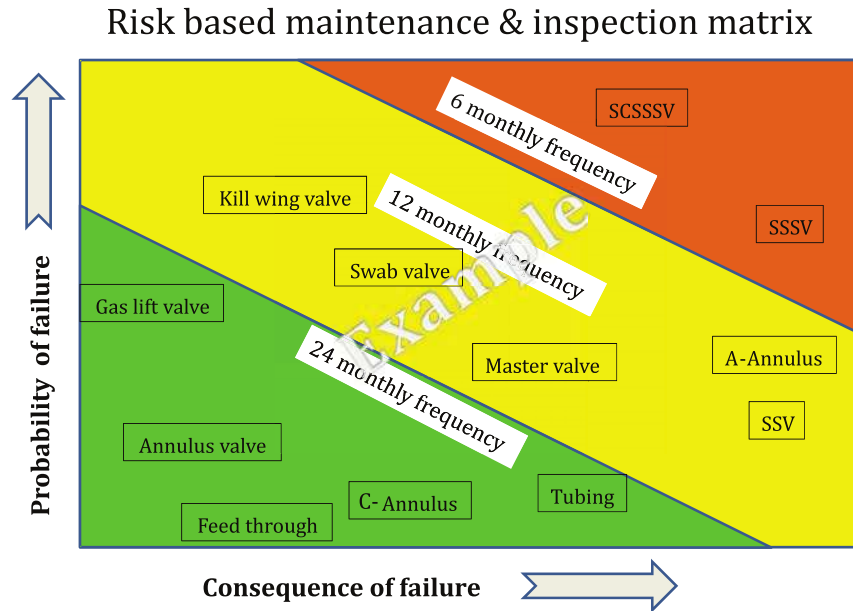 Risk based maintenance & inspection matrix
6 monthly frequency
SCSSSV
Kill wing valve
12 monthly frequency
SSSV
Swab valve
Example
Gas lift valve
24 monthly frequency
Master valve
A-Annulus
SSV
Annulus valve
C- Annulus
Tubing
Feed through
Probability of failure
Consequence of failure